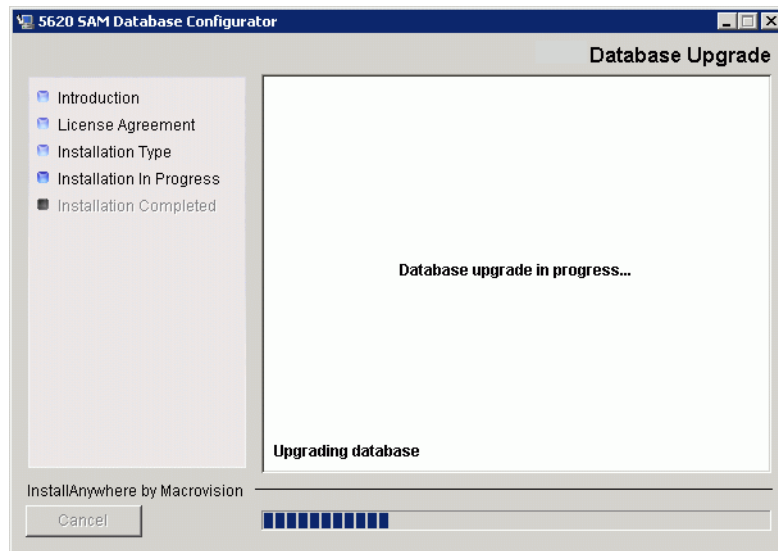 5620 SAM Database Configurator
Database Upgrade
Introduction
License Agreement
Installation Type
Installation In Progress
Installation Completed
Database upgrade in progress...
Upgrading database
InstallAnywhere by Macrovision
Cancel